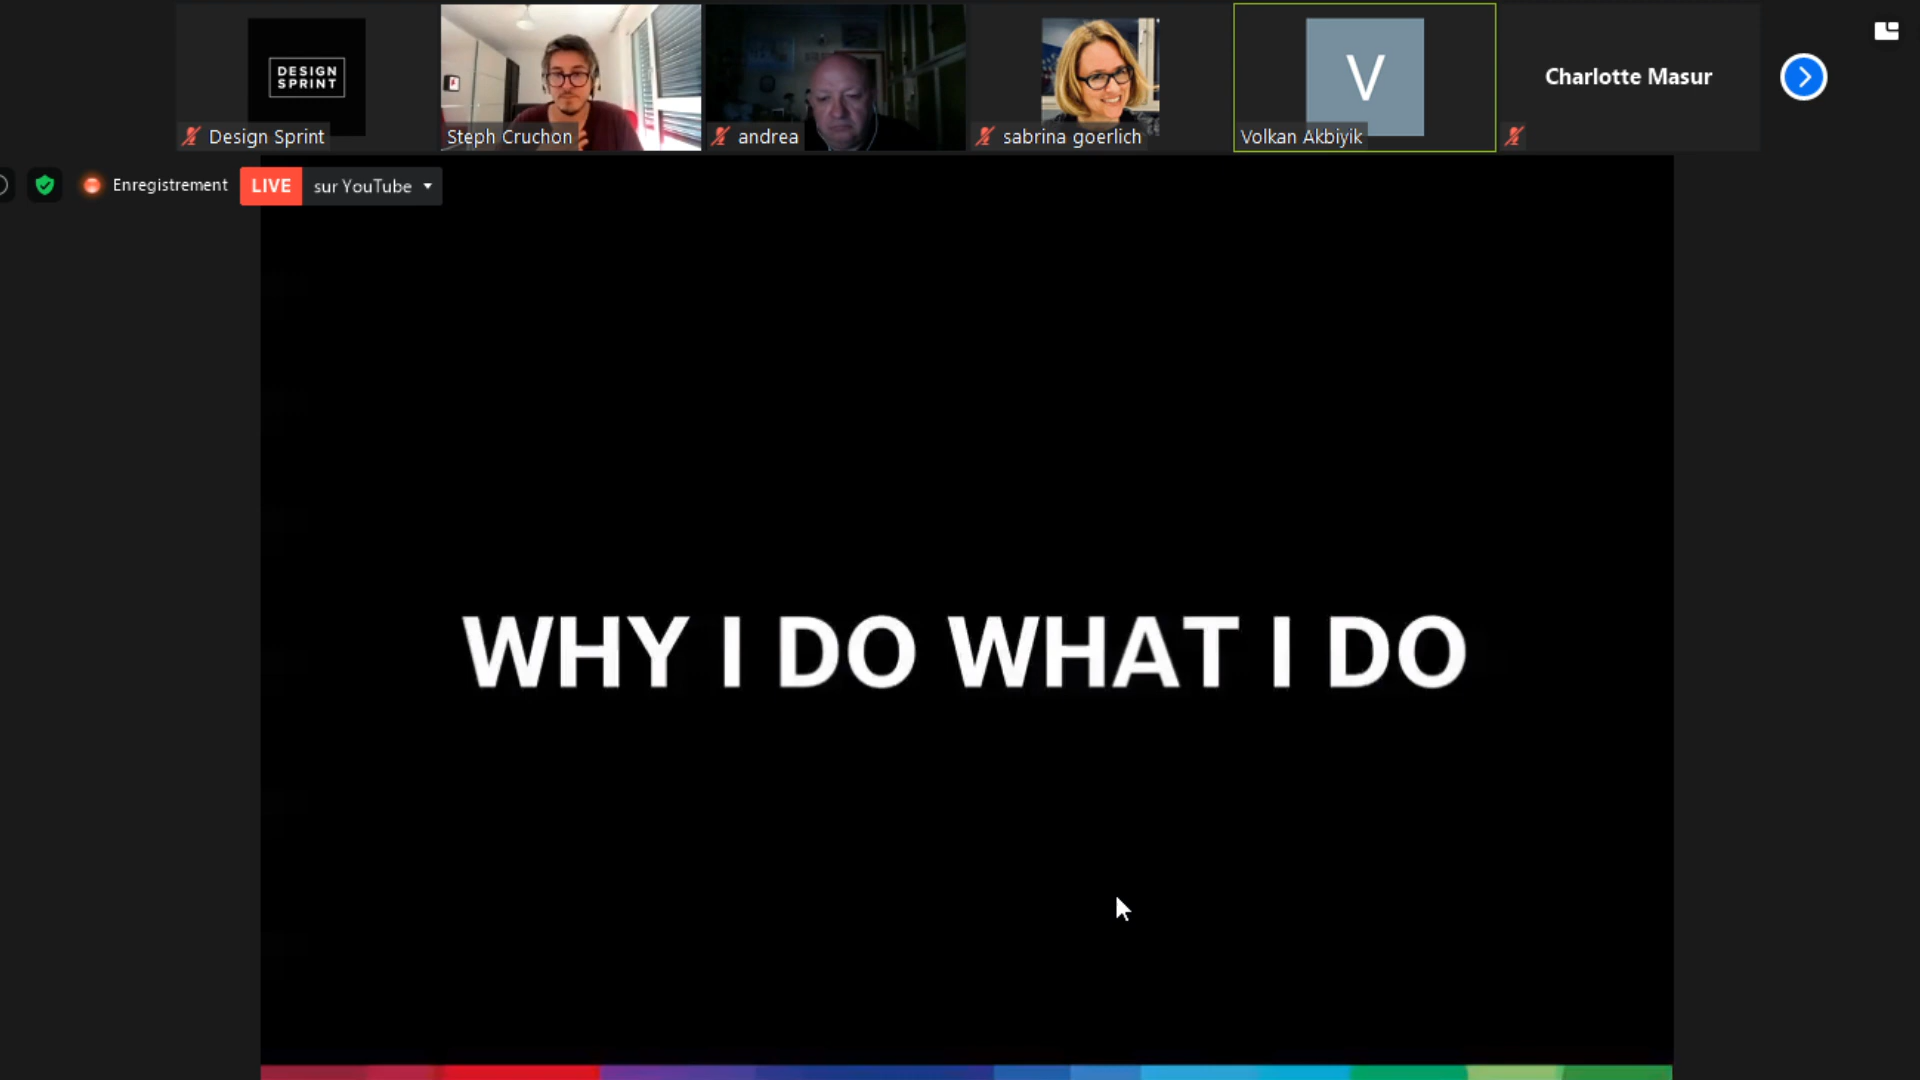 DESIGN
SPRINT
Design Sprint
Steph Cruchon
andrea
sabrina goerlich
V
Volkan Akbiyik
Charlotte Masur
Enregistrement
LIVE
sur YouTube
WHY I DO WHAT I DO